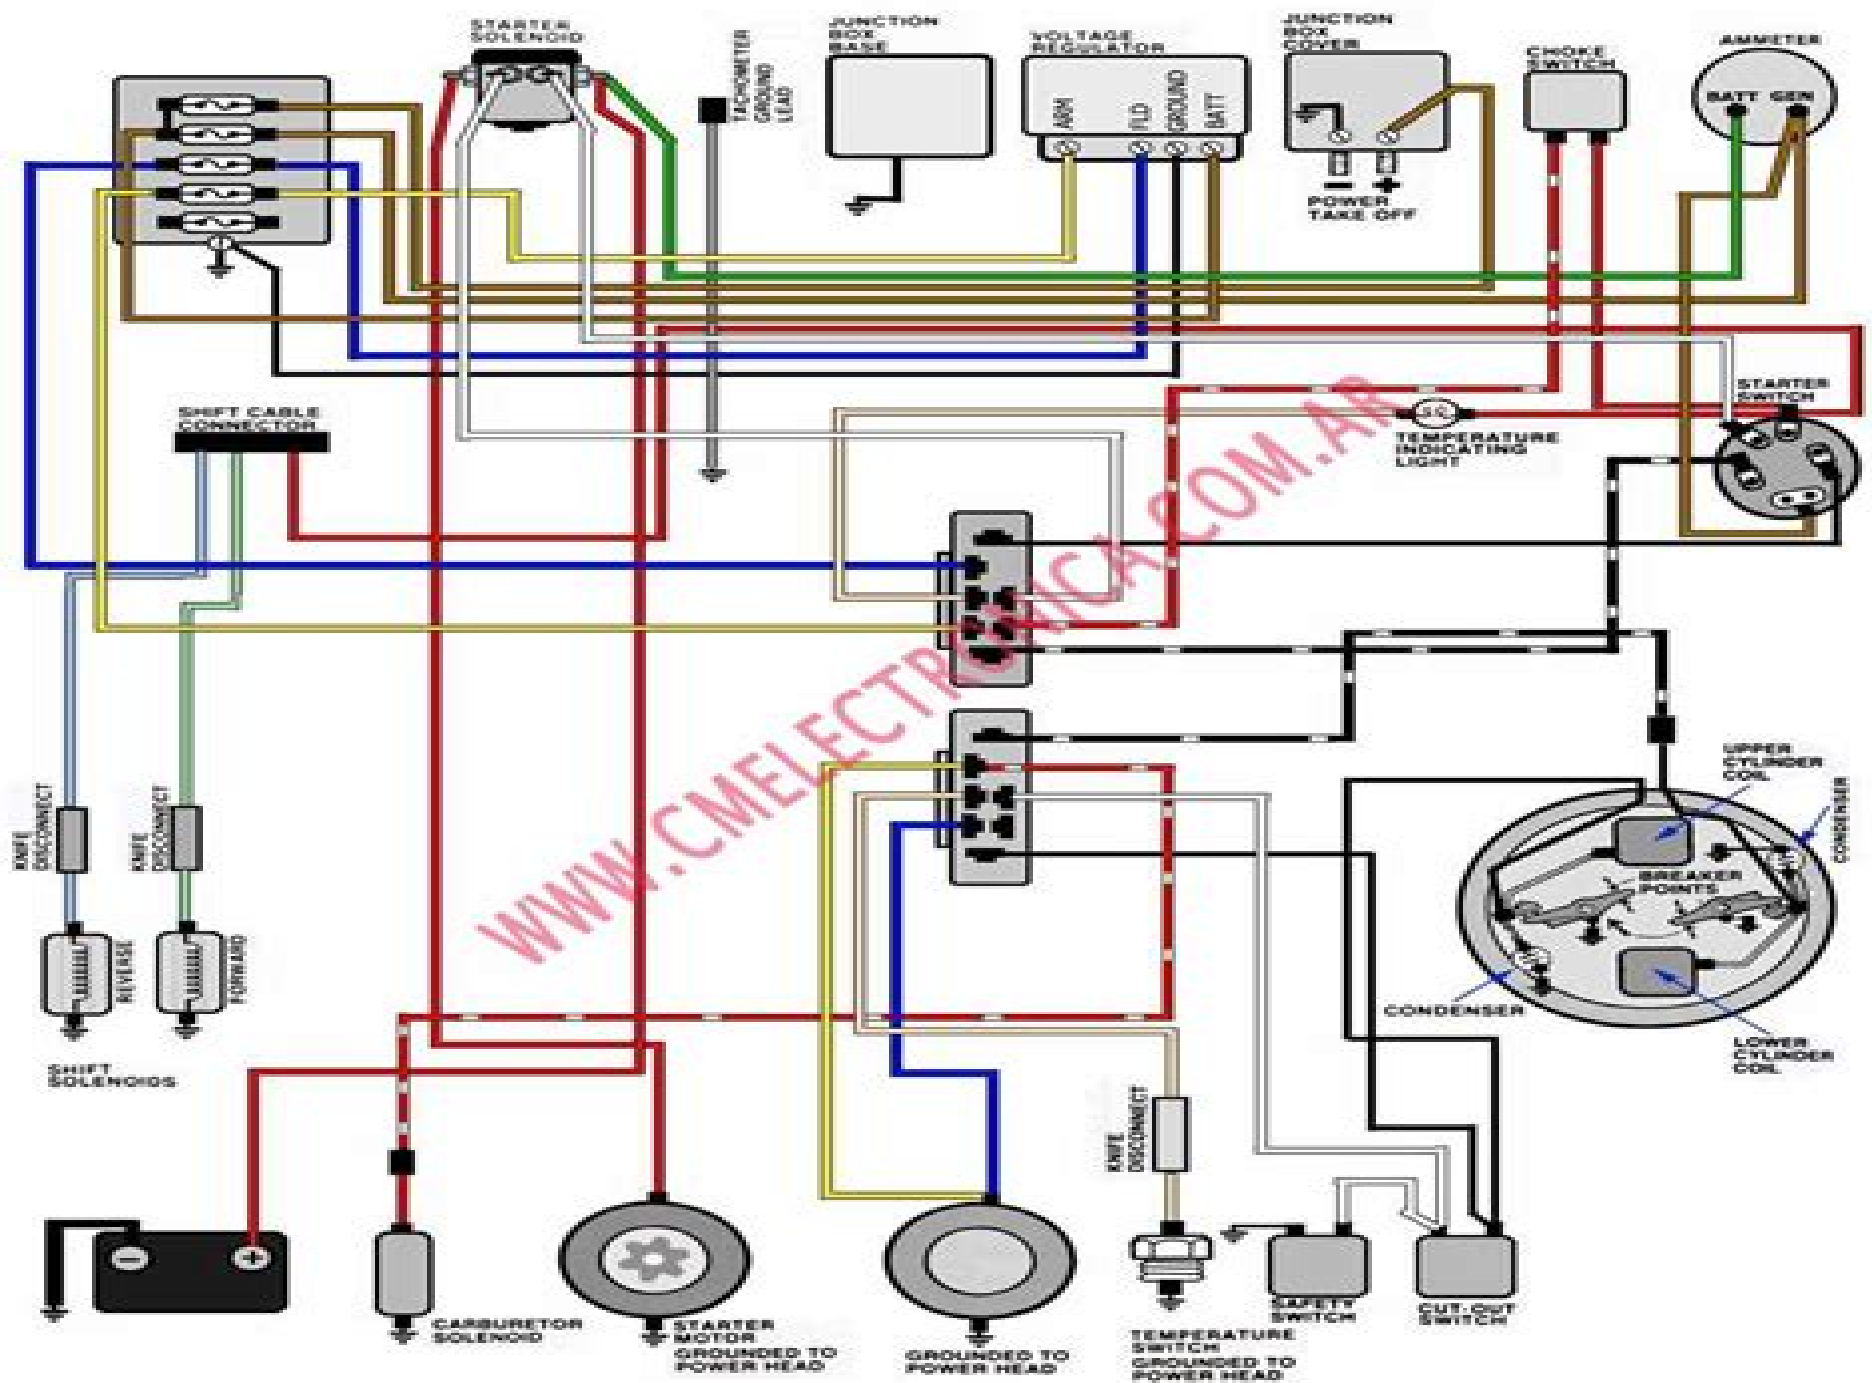 STARTER
SOLENOID
TACHOMETER
GROUND
LEAD
JUNCTION
BOX
BASE
VOLTAGE
REGULATOR
ARM
FLD
GROUND
BATT
JUNCTION
BOX
COVER
POWER
TAKE OFF
CHOKE
SWITCH
AMMETER
BATT GEN
STARTER
SWITCH
SHIFT CABLE
CONNECTOR
TEMPERATURE
INDICATING
LIGHT
WWW.CMELECTRONICA.COM.AR
KNIFE
DISCONNECT
KNIFE
DISCONNECT
REVERSE
FORWARD
SHIFT
SOLENOIDS
UPPER
CYLINDER
COIL
CONDENSER
BREAKER
POINTS
CONDENSER
LOWER
CYLINDER
COIL
KNIFE
DISCONNECT
CARBURETOR
SOLENOID
STARTER
MOTOR
GROUNDED TO
POWER HEAD
GROUNDED TO
POWER HEAD
TEMPERATURE
SWITCH
GROUNDED TO
POWER HEAD
SAFETY
SWITCH
CUT-OUT
SWITCH